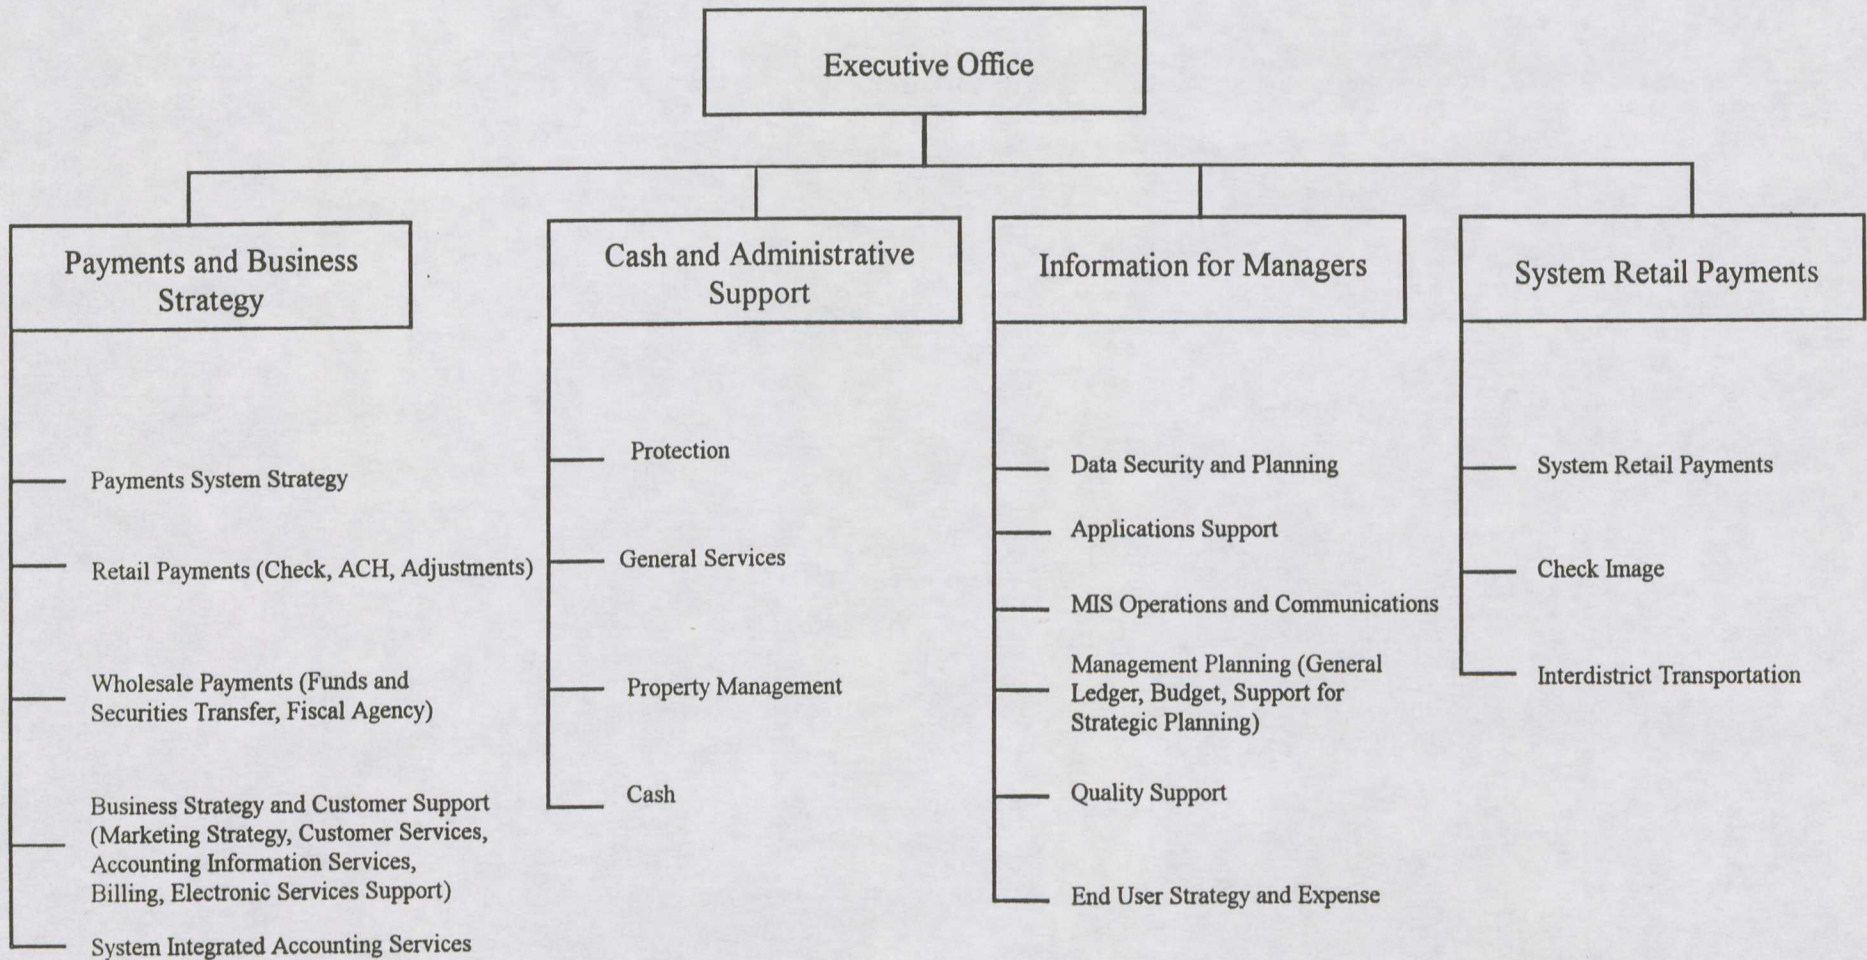 Executive Office
Payments and Business
Strategy
Payments System Strategy
Retail Payments (Check, ACH, Adjustments)
Wholesale Payments (Funds and
Securities Transfer, Fiscal Agency)
Business Strategy and Customer Support
(Marketing Strategy, Customer Services,
Accounting Information Services,
Billing, Electronic Services Support)
System Integrated Accounting Services
Cash and Administrative
Support
Protection
General Services
Property Management
Cash
Information for Managers
Data Security and Planning
Applications Support
MIS Operations and Communications
Management Planning (General
Ledger, Budget, Support for
Strategic Planning)
Quality Support
End User Strategy and Expense
System Retail Payments
System Retail Payments
Check Image
Interdistrict Transportation